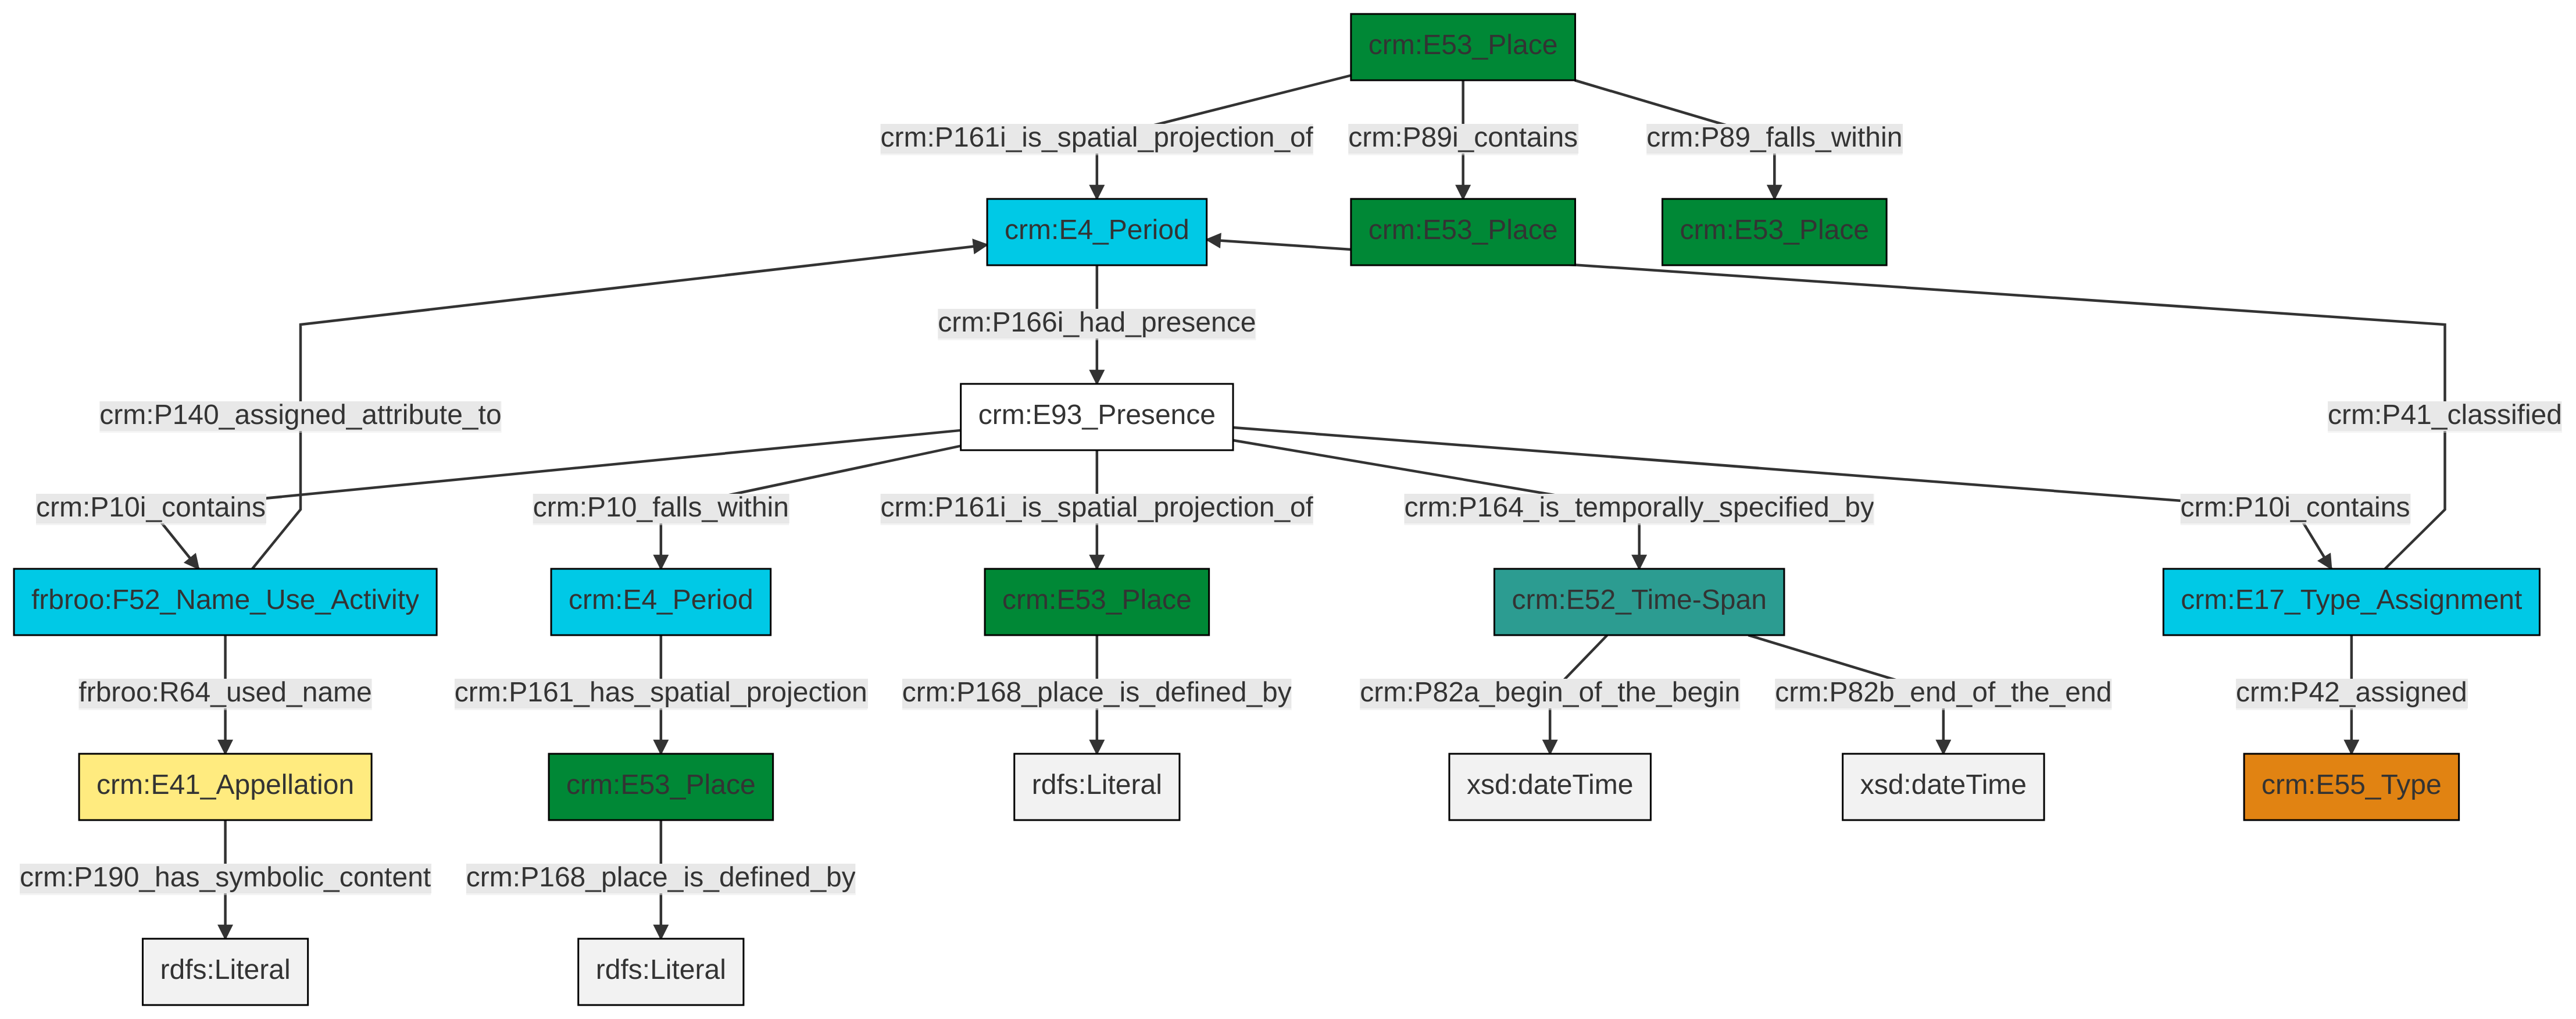 crm:E53_Place
crm:P161i_is_spatial_projection_of
crm:P89i_contains
crm:P89_falls_within
crm:E4_Period
crm:E53_Place
crm:E53_Place
crm:P166i_had_presence
crm:P140_assigned_attribute_to
crm:E93_Presence
crm:P41_classified
crm:P10i_contains
crm:P10_falls_within
crm:P161i_is_spatial_projection_of
crm:P164_is_temporally_specified_by
crm:P10i_contains
frbroo:F52_Name_Use_Activity
crm:E4_Period
crm:E53_Place
crm:E52_Time-Span
crm:E17_Type_Assignment
frbroo:R64_used_name
crm:P161_has_spatial_projection
crm:P168_place_is_defined_by
crm:P82a_begin_of_the_begin
crm:P82b_end_of_the_end
crm:P42_assigned
crm:E41_Appellation
crm:E53_Place
rdfs:Literal
xsd:dateTime
xsd:dateTime
crm:E55_Type
crm:P190_has_symbolic_content
crm:P168_place_is_defined_by
rdfs:Literal
rdfs:Literal